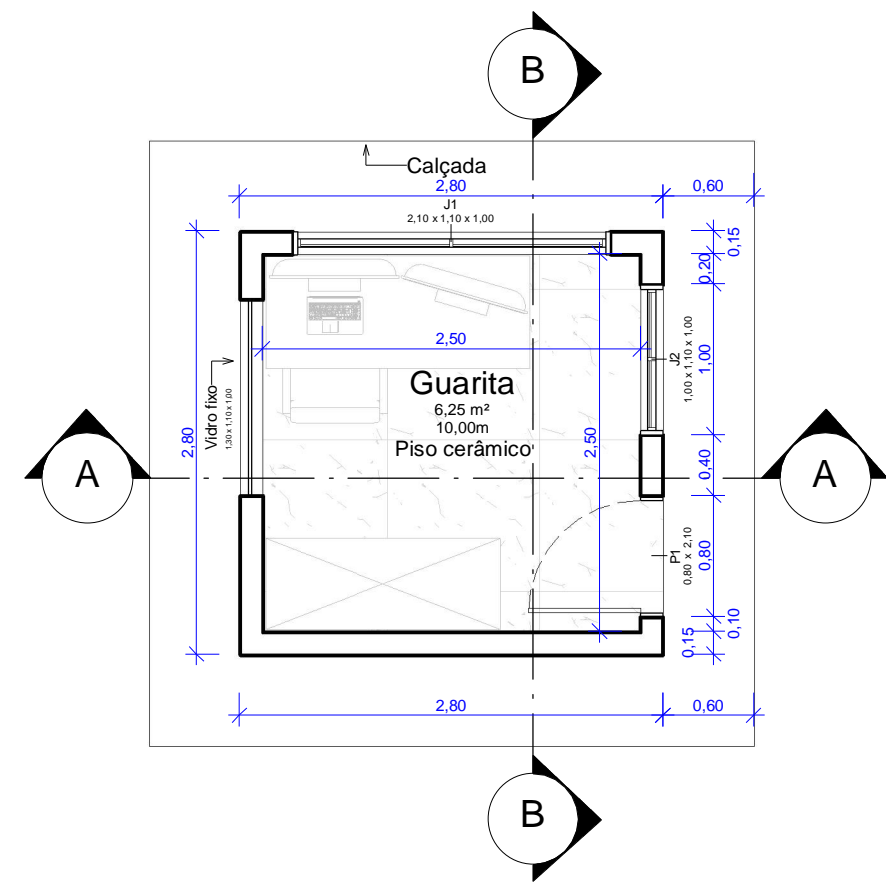 B
Calçada
2,80
0,60
J1
2,10 x 1,10 x 1,00
0,15
0,20
2,50
J2
1,00 x 1,10 x 1,00
1,00
Vidro fixo
1,30 x 1,10 x 1,00
Guarita
6,25 m²
10,00m
Piso cerâmico
2,80
2,50
0,40
A
A
P1
0,80 x 2,10
0,80
0,10
0,15
2,80
0,60
B